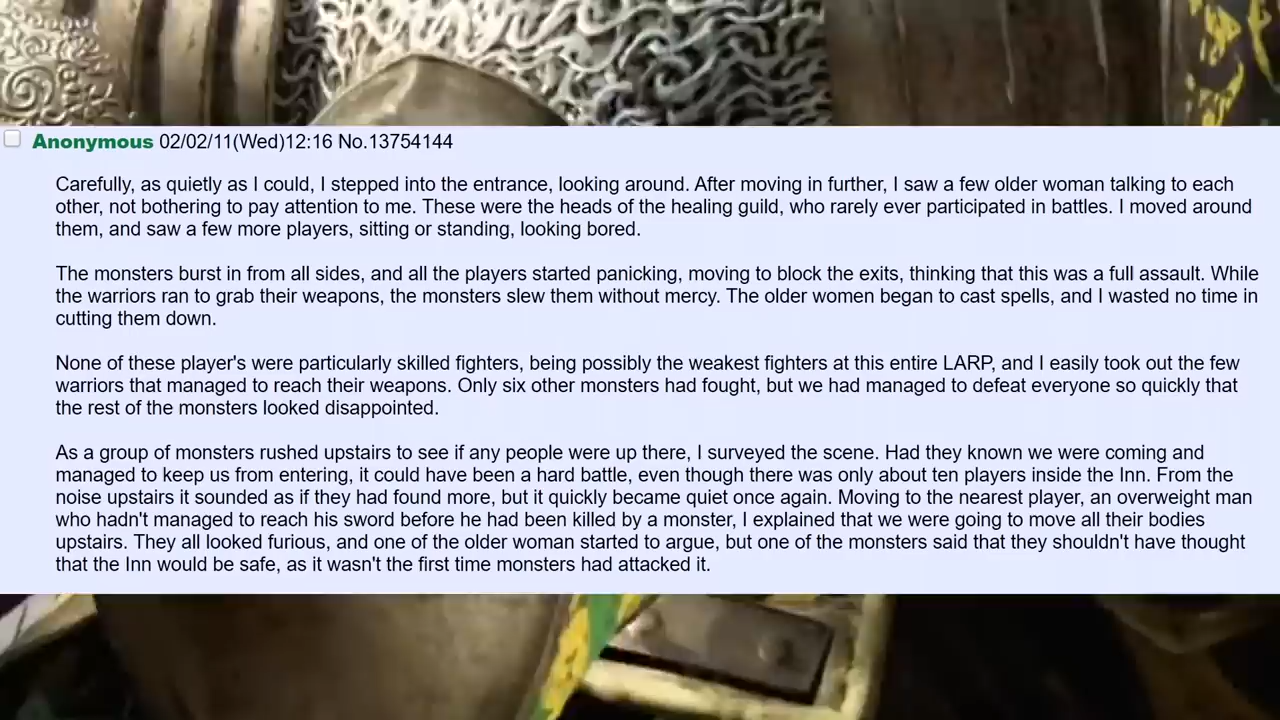 Anonymous 02/02/11(Wed)12:16 No.13754144
Carefully, as quietly as I could, I stepped into the entrance, looking around. After moving in further, I saw a few older woman talking to each
other, not bothering to pay attention to me. These were the heads of the healing guild, who rarely ever participated in battles. I moved around
them, and saw a few more players, sitting or standing, looking bored.
The monsters burst in from all sides, and all the players started panicking, moving to block the exits, thinking that this was a full assault. While
the warriors ran to grab their weapons, the monsters slew them without mercy. The older women began to cast spells, and I wasted no time in
cutting them down.
None of these player's were particularly skilled fighters, being possibly the weakest fighters at this entire LARP, and I easily took out the few
warriors that managed to reach their weapons. Only six other monsters had fought, but we had managed to defeat everyone so quickly that
the rest of the monsters looked disappointed.
As a group of monsters rushed upstairs to see if any people were up there, I surveyed the scene. Had they known we were coming and
managed to keep us from entering, it could have been a hard battle, even though there was only about ten players inside the Inn. From the
noise upstairs it sounded as if they had found more, but it quickly became quiet once again. Moving to the nearest player, an overweight man
who hadn't managed to reach his sword before he had been killed by a monster, I explained that we were going to move all their bodies
upstairs. They all looked furious, and one of the older woman started to argue, but one of the monsters said that they shouldn't have thought
that the Inn would be safe, as it wasn't the first time monsters had attacked it.